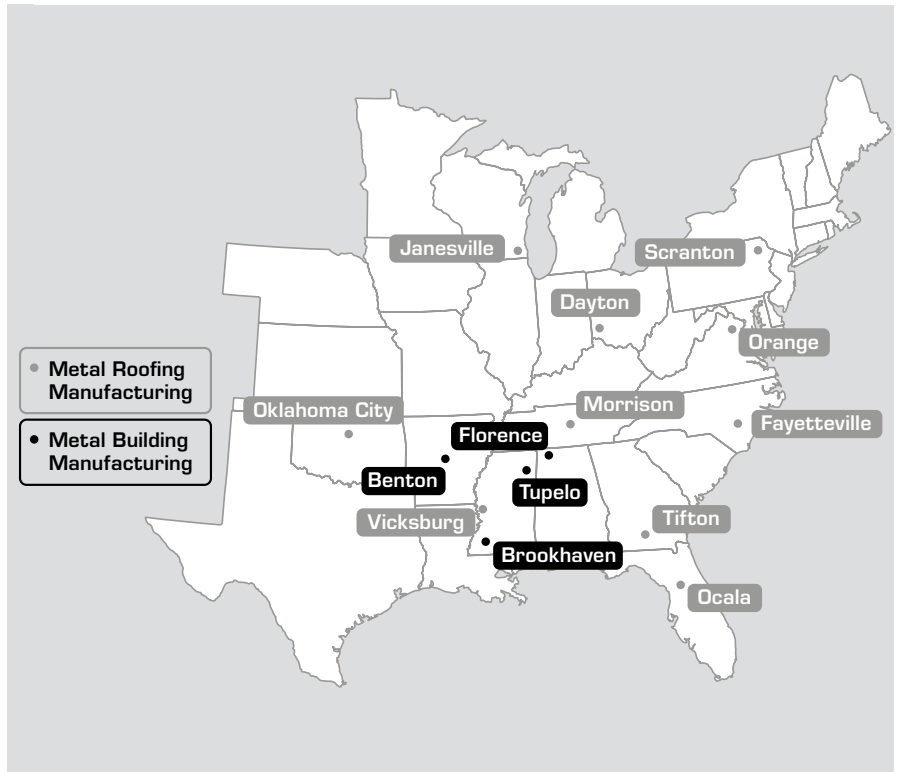 Janesville
Scranton
Dayton
Orange
Metal Roofing
Manufacturing
Metal Building
Manufacturing
Oklahoma City
Morrison
Fayetteville
Florence
Benton
Tupelo
Vicksburg
Tifton
Brookhaven
Ocala